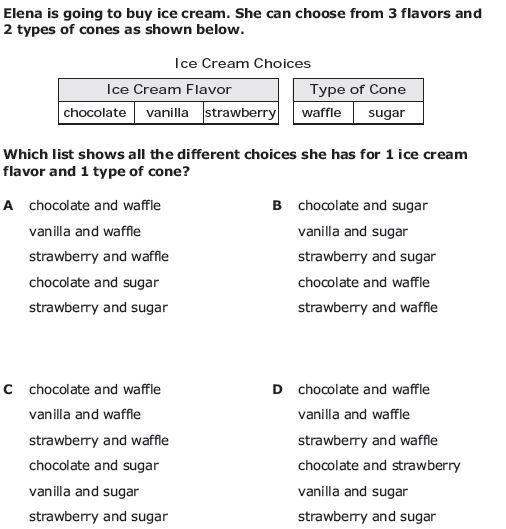 Elena is going to buy ice cream. She can choose from 3 flavors and
2 types of cones as shown below.
Ice Cream Choices
Ice Cream Flavor
chocolate vanilla strawberry
Type of Cone
waffle sugar
Which list shows all the different choices she has for 1 ice cream
flavor and 1 type of cone?
A chocolate and waffle
vanilla and waffle
strawberry and waffle
chocolate and sugar
strawberry and sugar
B chocolate and sugar
vanilla and sugar
strawberry and sugar
chocolate and waffle
strawberry and waffle
C chocolate and waffle
vanilla and waffle
strawberry and waffle
chocolate and sugar
vanilla and sugar
strawberry and sugar
D chocolate and waffle
vanilla and waffle
strawberry and waffle
chocolate and strawberry
vanilla and sugar
strawberry and sugar